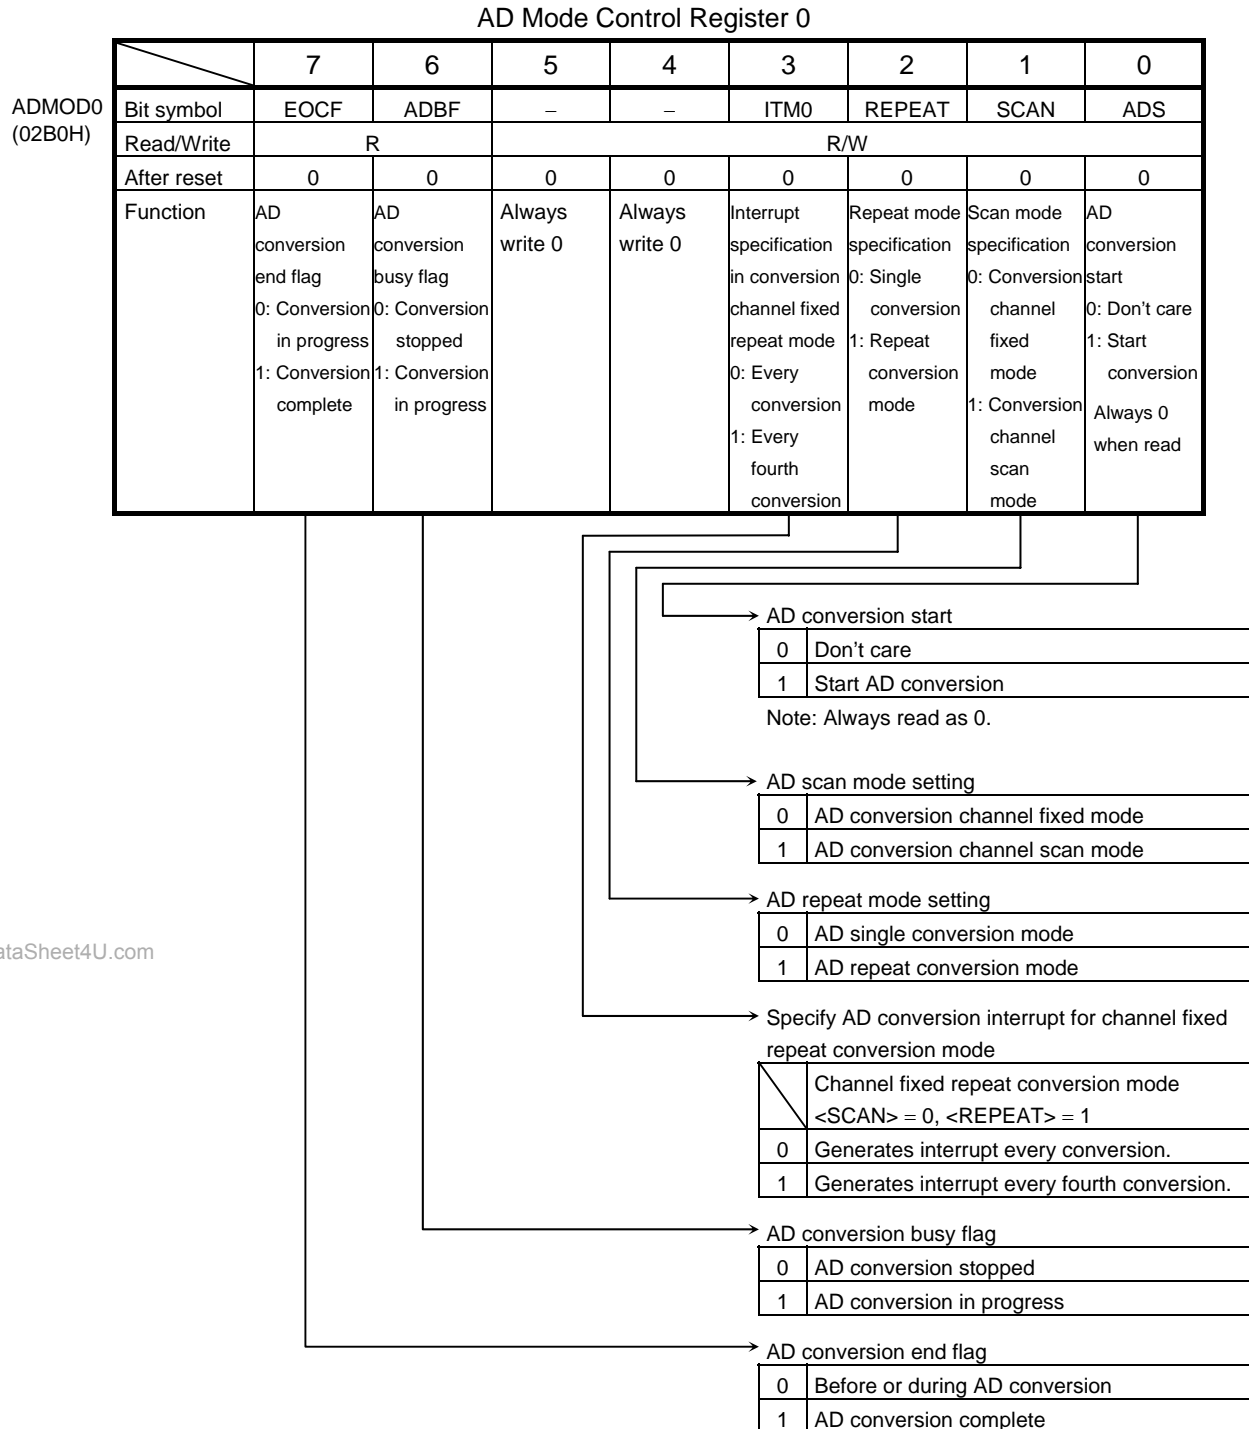 AD Mode Control Register 0
7 6 5 4 3 2 1 0
ADMOD0
(02B0H)
Bit symbol EOCF ADBF – – ITM0 REPEAT SCAN ADS
Read/Write R R/W
After reset 0 0 0 0 0 0 0 0
Function
AD
conversion
end flag
0: Conversion
in progress
1: Conversion
complete
AD
conversion
busy flag
0: Conversion
stopped
1: Conversion
in progress
Always
write 0
Always
write 0
Interrupt
specification
in conversion
channel fixed
repeat mode
0: Every
conversion
1: Every
fourth
conversion
Repeat mode
specification
0: Single
conversion
1: Repeat
conversion
mode
Scan mode
specification
0: Conversion
channel
fixed
mode
1: Conversion
channel
scan
mode
AD
conversion
start
0: Don't care
1: Start
conversion
Always 0
when read
AD conversion start
0 Don't care
1 Start AD conversion
Note: Always read as 0.
AD scan mode setting
0 AD conversion channel fixed mode
1 AD conversion channel scan mode
AD repeat mode setting
0 AD single conversion mode
1 AD repeat conversion mode
ataSheet4U.com
Specify AD conversion interrupt for channel fixed
repeat conversion mode
Channel fixed repeat conversion mode
<SCAN> = 0, <REPEAT> = 1
0 Generates interrupt every conversion.
1 Generates interrupt every fourth conversion.
AD conversion busy flag
0 AD conversion stopped
1 AD conversion in progress
AD conversion end flag
0 Before or during AD conversion
1 AD conversion complete